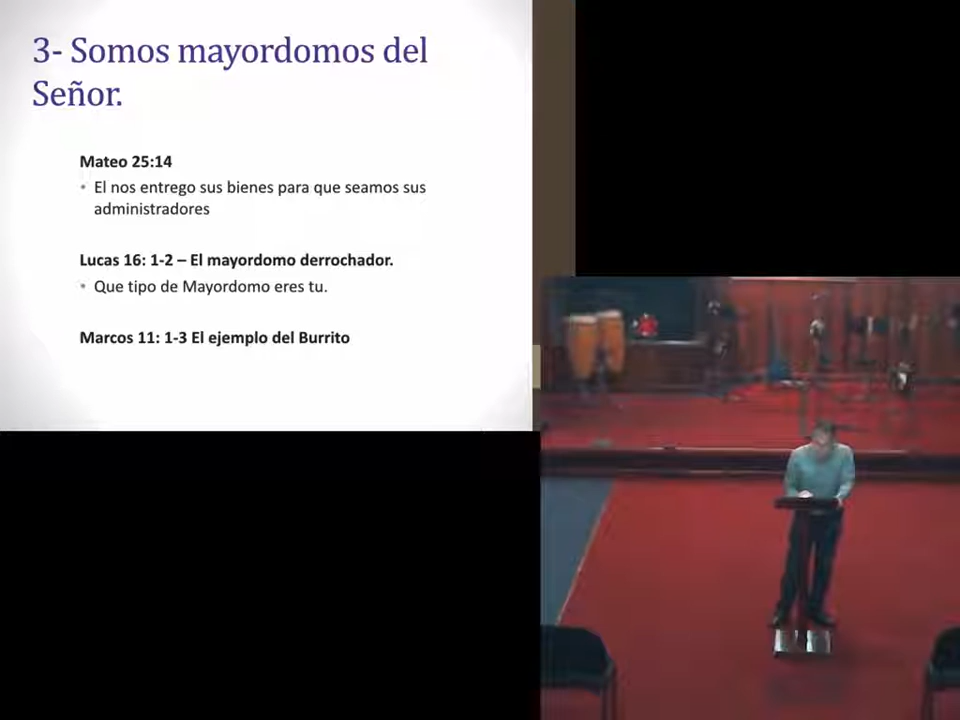 3- Somos mayordomos del
Señor.
Mateo 25:14
• El nos entrego sus bienes para que seamos sus
administradores
Lucas 16: 1-2 – El mayordomo derrochador.
• Que tipo de Mayordomo eres tu.
Marcos 11: 1-3 El ejemplo del Burrito